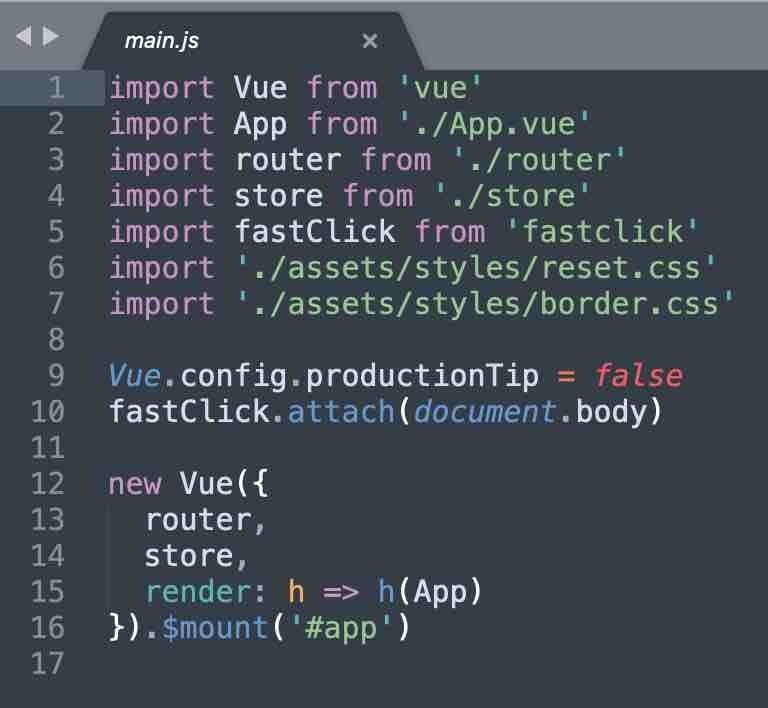 main.js
1 import Vue from 'vue'
2 import App from './App.vue'
3 import router from './router'
4 import store from './store'
5 import fastClick from 'fastclick'
6 import './assets/styles/reset.css'
7 import './assets/styles/border.css'
8
9 Vue.config.productionTip = false
10 fastClick.attach(document.body)
11
12 new Vue({
13   router,
14   store,
15   render: h => h(App)
16 }).$mount('#app')
17